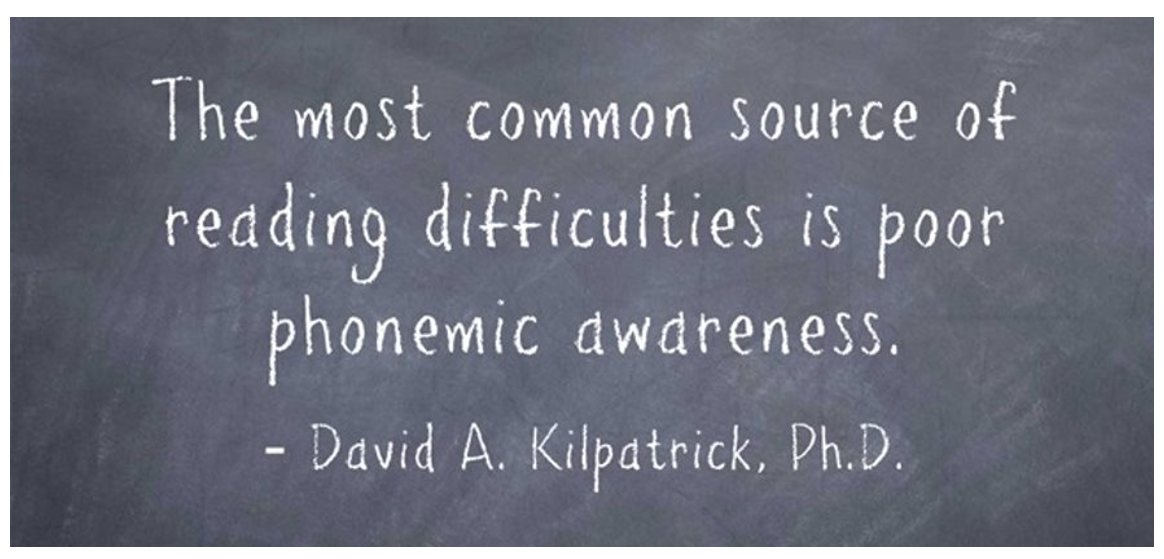 The most common source of
reading difficulties is poor
phonemic awareness.
- David A. Kilpatrick, Ph.D.